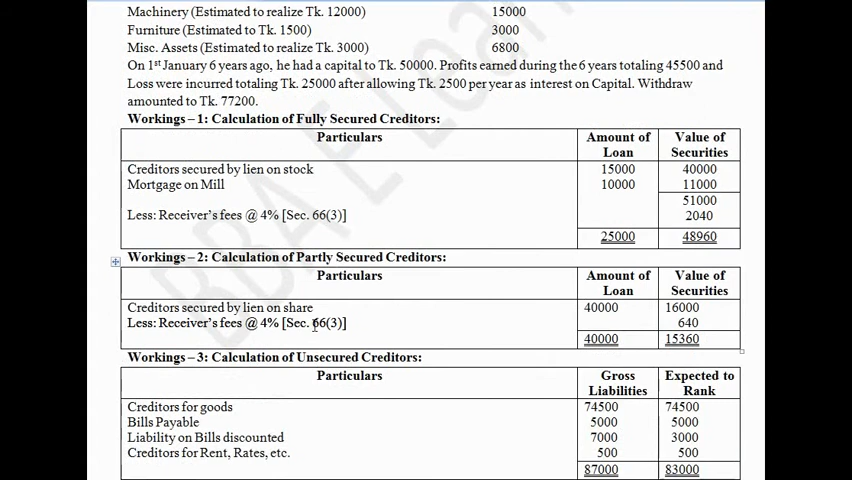 Machinery (Estimated to realize Tk. 12000) 15000
Furniture (Estimated to Tk. 1500) 3000
Misc. Assets (Estimated to realize Tk. 3000) 6800
On 1st January 6 years ago, he had a capital to Tk. 50000. Profits earned during the 6 years totaling 45500 and
Loss were incurred totaling Tk. 25000 after allowing Tk. 2500 per year as interest on Capital. Withdraw
amounted to Tk. 77200.
Workings – 1: Calculation of Fully Secured Creditors:
Particulars Amount of Loan Value of Securities
Creditors secured by lien on stock 15000 40000
Mortgage on Mill 10000 11000
51000
Less: Receiver's fees @ 4% [Sec. 66(3)] 2040
25000 48960
Workings – 2: Calculation of Partly Secured Creditors:
Particulars Amount of Loan Value of Securities
Creditors secured by lien on share 40000 16000
Less: Receiver's fees @ 4% [Sec. 66(3)] 640
40000 15360
Workings – 3: Calculation of Unsecured Creditors:
Particulars Gross Liabilities Expected to Rank
Creditors for goods 74500 74500
Bills Payable 5000 5000
Liability on Bills discounted 7000 3000
Creditors for Rent, Rates, etc. 500 500
87000 83000
BBA E Lear